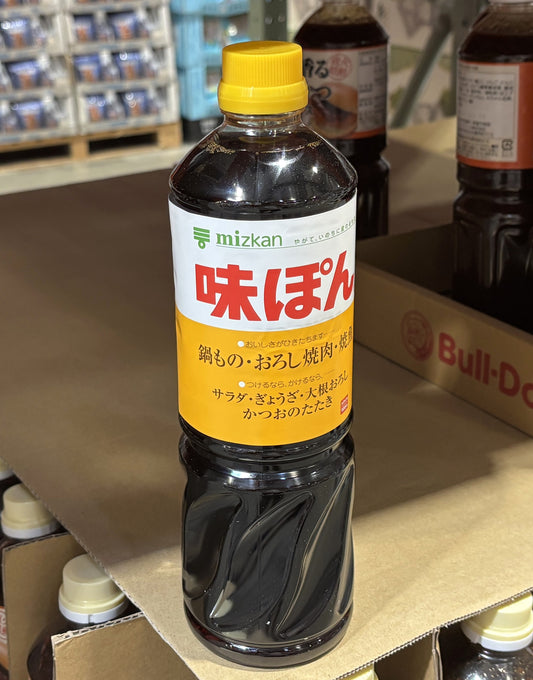 mizkan
やがて、いのちに変わるもの
味ぽん
●おいしさがひきたちます
鍋もの・おろし焼肉・焼魚
●つけるなら、かけるなら、
サラダ・ぎょうざ・大根おろし
かつおのたたき
Bull-Do